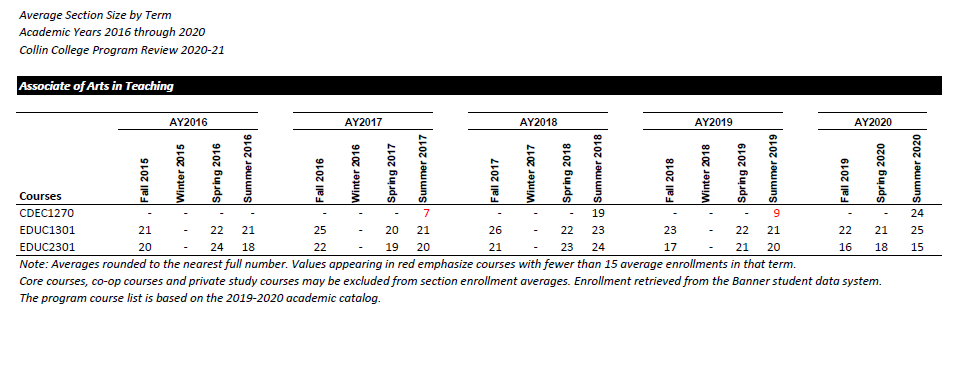 Average Section Size by Term
Academic Years 2016 through 2020
Collin College Program Review 2020-21
Associate of Arts in Teaching
AY2016 AY2017 AY2018 AY2019 AY2020
Courses Fall 2015 Winter 2015 Spring 2016 Summer 2016 Fall 2016 Winter 2016 Spring 2017 Summer 2017 Fall 2017 Winter 2017 Spring 2018 Summer 2018 Fall 2018 Winter 2018 Spring 2019 Summer 2019 Fall 2019 Spring 2020 Summer 2020
CDEC1270 - - - - - - - 7 - - - 19 - - - 9 - - 24
EDUC1301 21 - 22 21 25 - 20 21 26 - 22 23 23 - 22 21 22 21 25
EDUC2301 20 - 24 18 22 - 19 20 21 - 23 24 17 - 21 20 16 18 15
Note: Averages rounded to the nearest full number. Values appearing in red emphasize courses with fewer than 15 average enrollments in that term.
Core courses, co-op courses and private study courses may be excluded from section enrollment averages. Enrollment retrieved from the Banner student data system.
The program course list is based on the 2019-2020 academic catalog.